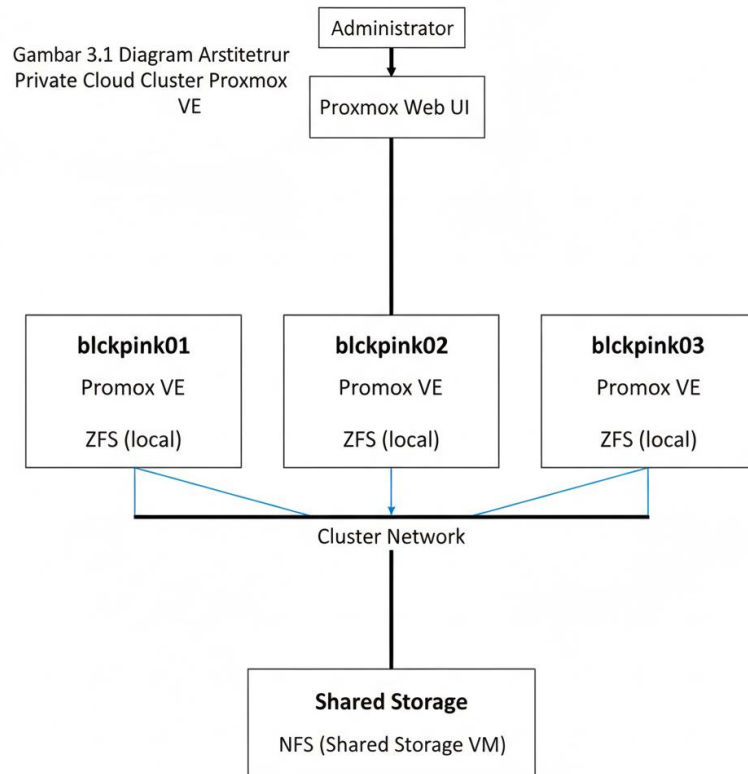 Administrator
Gambar 3.1 Diagram Arstitetrur
Private Cloud Cluster Proxmox
VE
Proxmox Web UI
blckpink01
Promox VE
ZFS (local)
blckpink02
Promox VE
ZFS (local)
blckpink03
Promox VE
ZFS (local)
Cluster Network
Shared Storage
NFS (Shared Storage VM)